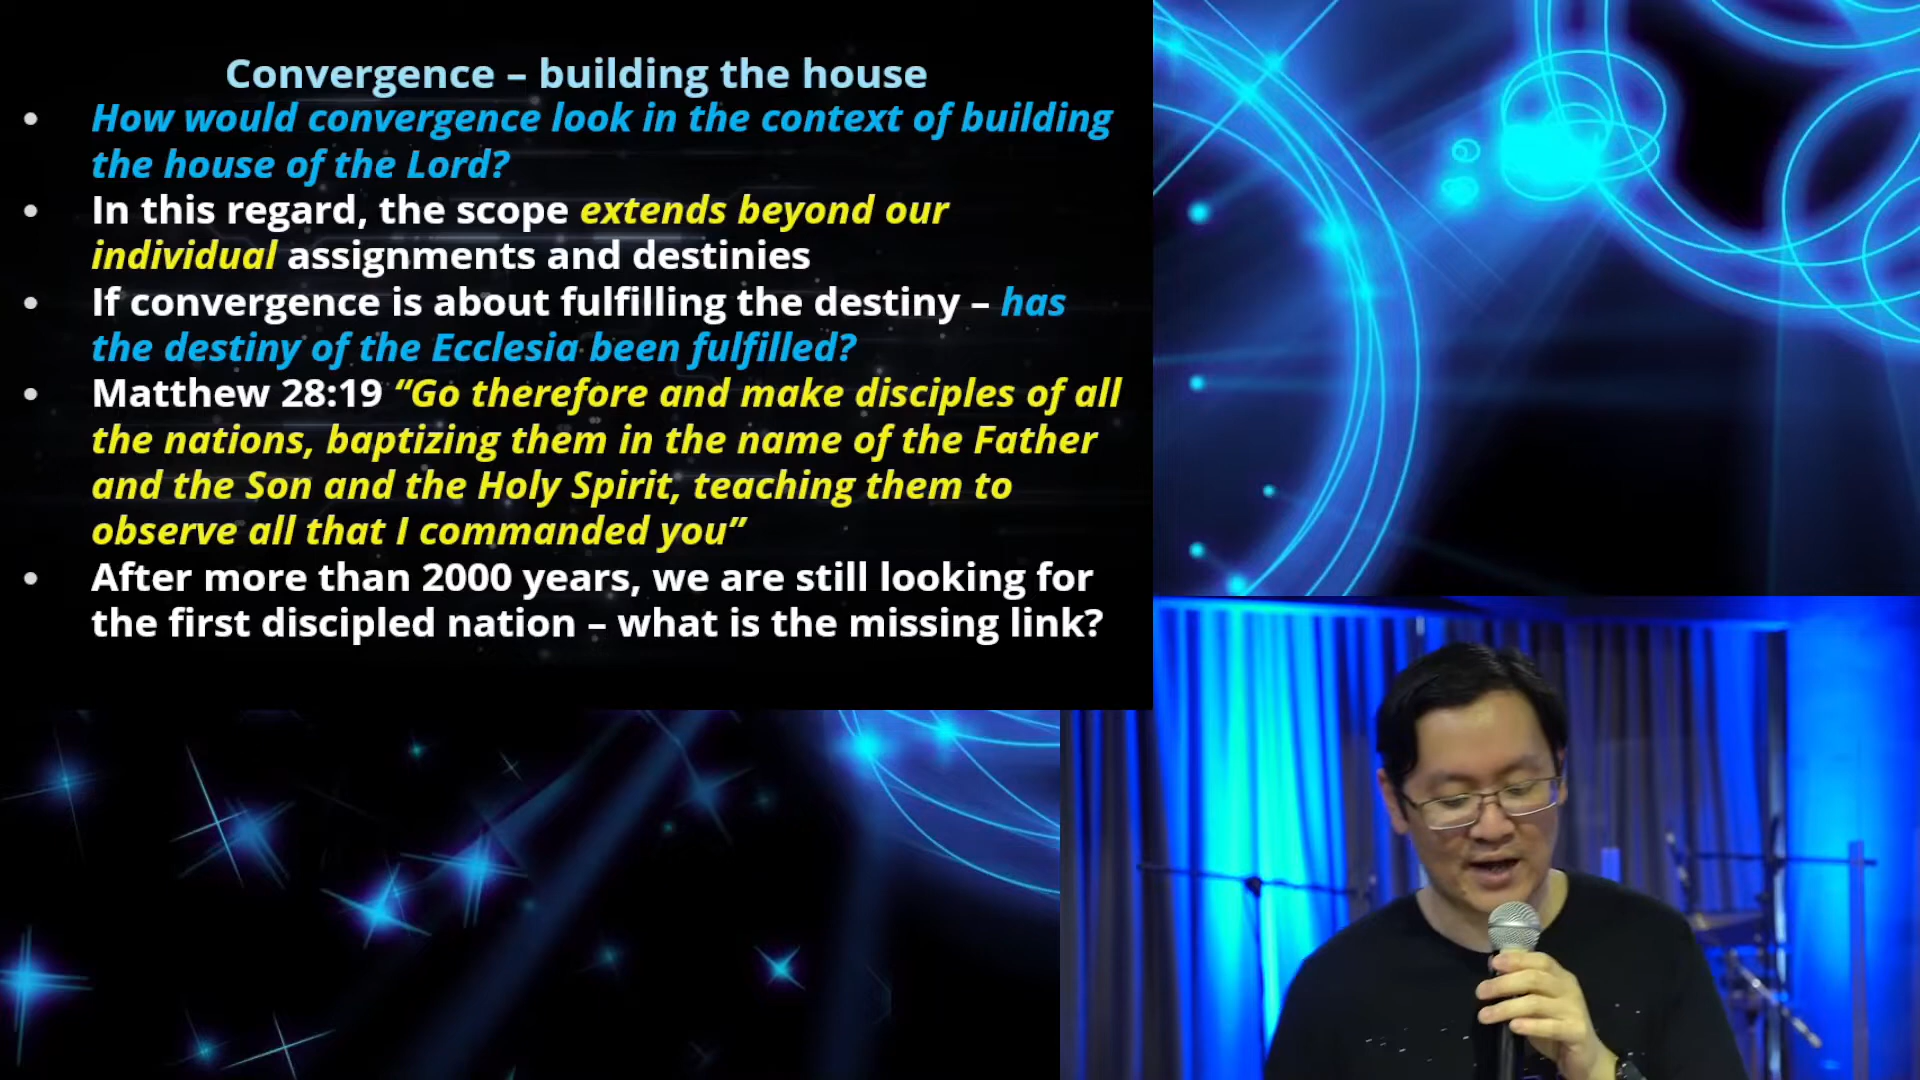 Convergence – building the house
• How would convergence look in the context of building
the house of the Lord?
• In this regard, the scope extends beyond our
individual assignments and destinies
• If convergence is about fulfilling the destiny – has
the destiny of the Ecclesia been fulfilled?
• Matthew 28:19 “Go therefore and make disciples of all
the nations, baptizing them in the name of the Father
and the Son and the Holy Spirit, teaching them to
observe all that I commanded you”
• After more than 2000 years, we are still looking for
the first discipled nation – what is the missing link?